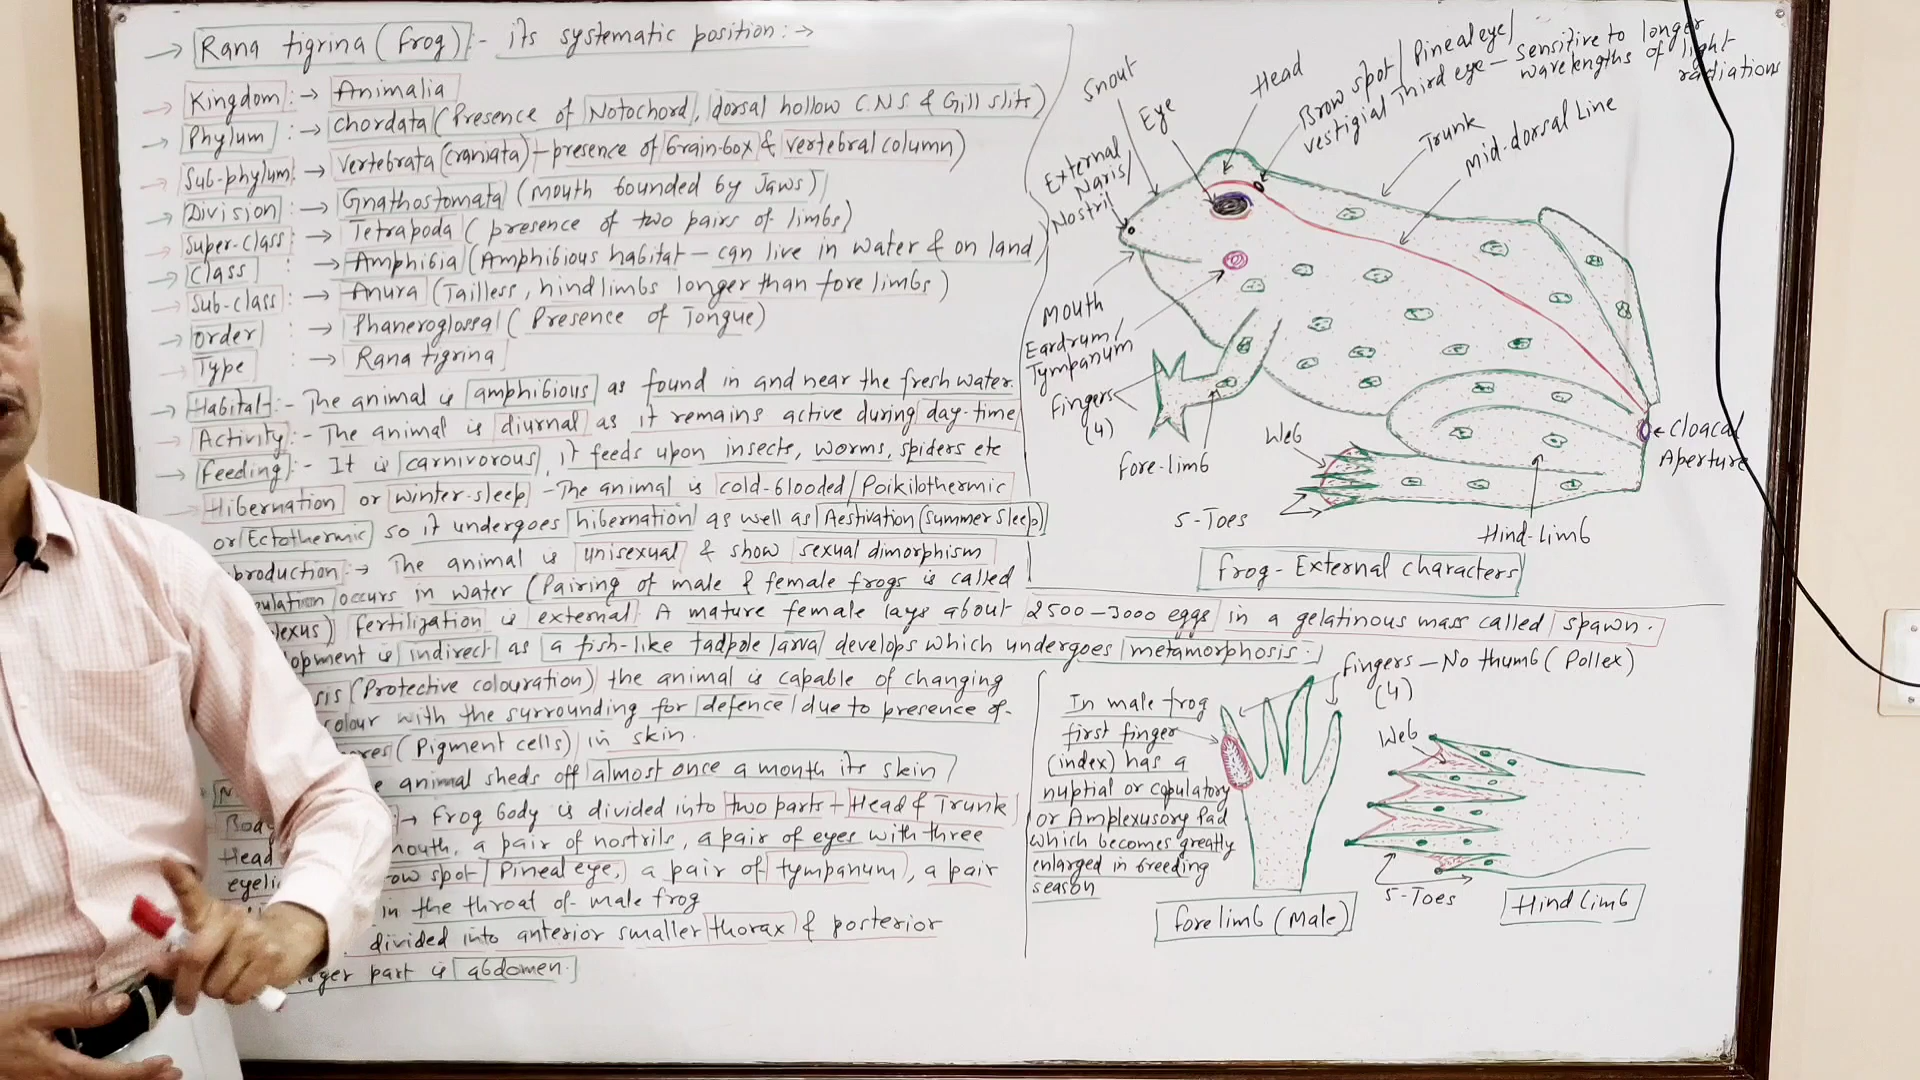 → Rana tigrina (frog) :- its systematic position : →
→ Kingdom : → Animalia
→ Phylum : → Chordata (Presence of Notochord, dorsal hollow C.N.S & Gill slits)
→ Sub-phylum : → Vertebrata (Craniata) - presence of Brain-box & vertebral column)
→ Division : → Gnathostomata (mouth bounded by Jaws)
→ Super-class : → Tetrapoda (presence of two pairs of limbs)
→ Class : → Amphibia (Amphibious habitat - can live in water & on land)
→ Sub-class : → Anura (Tailless, hindlimbs longer than fore limbs)
→ Order : → Phaneroglossa (Presence of Tongue)
→ Type : → Rana tigrina
→ Habitat :- The animal is amphibious as found in and near the fresh water.
→ Activity :- The animal is diurnal as it remains active during day-time
→ Feeding :- It is carnivorous, it feeds upon insects, worms, spiders etc
→ Hibernation or winter-sleep - The animal is cold-blooded / Poikilothermic
or Ectothermic so it undergoes hibernation as well as Aestivation (summer sleep)
production : → The animal is unisexual & show sexual dimorphism
pulation occurs in water (Pairing of male & female frogs is called
lexus) fertilization is external. A mature female lays about 2500-3000 eggs in a gelatinous mass called spawn.
lopment is indirect as a fish-like tadpole larva develops which undergoes metamorphosis.
sis (Protective colouration) the animal is capable of changing
colour with the surrounding for defence due to presence of
ores (Pigment cells) in skin.
e animal sheds off almost once a month its skin
Body : → Frog body is divided into two parts - Head & Trunk
Head mouth, a pair of nostrils, a pair of eyes with three
eyeli ow spot / Pineal eye, a pair of tympanum, a pair
in the throat of male frog
divided into anterior smaller thorax & posterior
ger part is abdomen.
Snout
Eye
Head
Brow spot / Pineal eye /
vestigial Third eye - sensitive to longer
wavelengths of light
radiations
Trunk
Mid-dorsal Line
External
Naris /
Nostril
Mouth
Eardrum /
Tympanum
Fingers
(4)
Fore-limb
Web
5-Toes
Hind-limb
Cloacal
Aperture
Frog - External characters
In male frog
first finger
(index) has a
nuptial or copulatory
or Amplexusory Pad
which becomes greatly
enlarged in breeding
season
Fingers - No thumb (Pollex)
(4)
Fore limb (Male)
Web
5-Toes
Hind limb